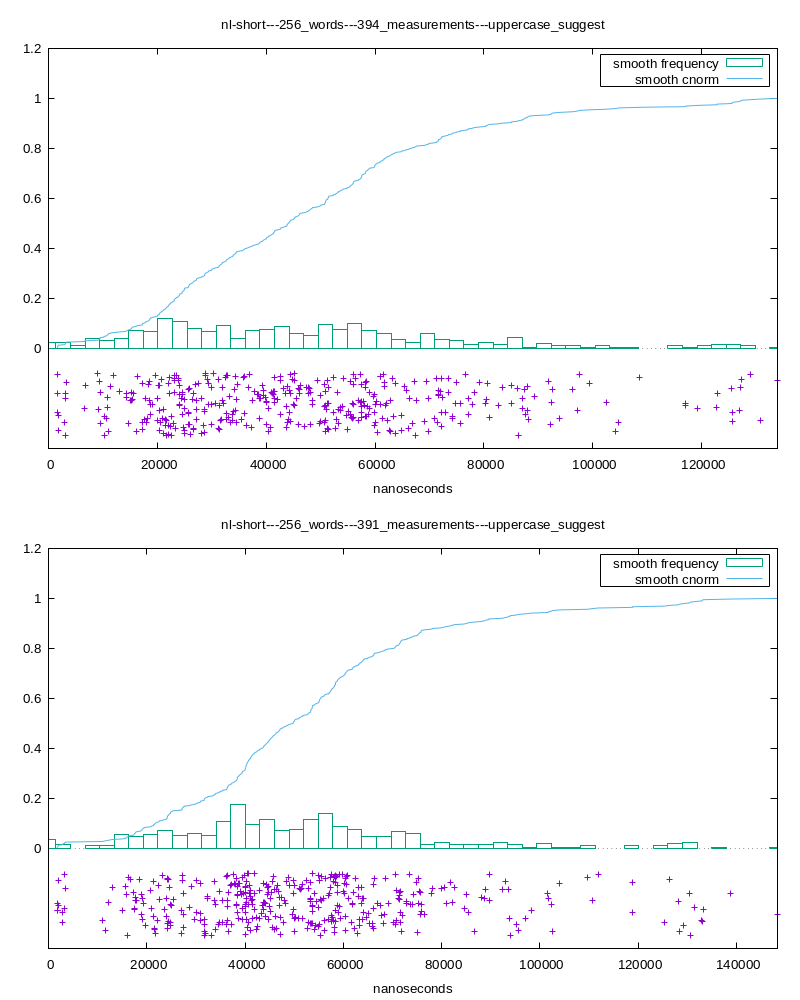 nl-short---256_words---394_measurements---uppercase_suggest
1.2
smooth frequency
smooth cnorm
1
0.8
0.6
0.4
0.2
0
0 20000 40000 60000 80000 100000 120000
nanoseconds
nl-short---256_words---391_measurements---uppercase_suggest
1.2
smooth frequency
smooth cnorm
1
0.8
0.6
0.4
0.2
0
0 20000 40000 60000 80000 100000 120000 140000
nanoseconds